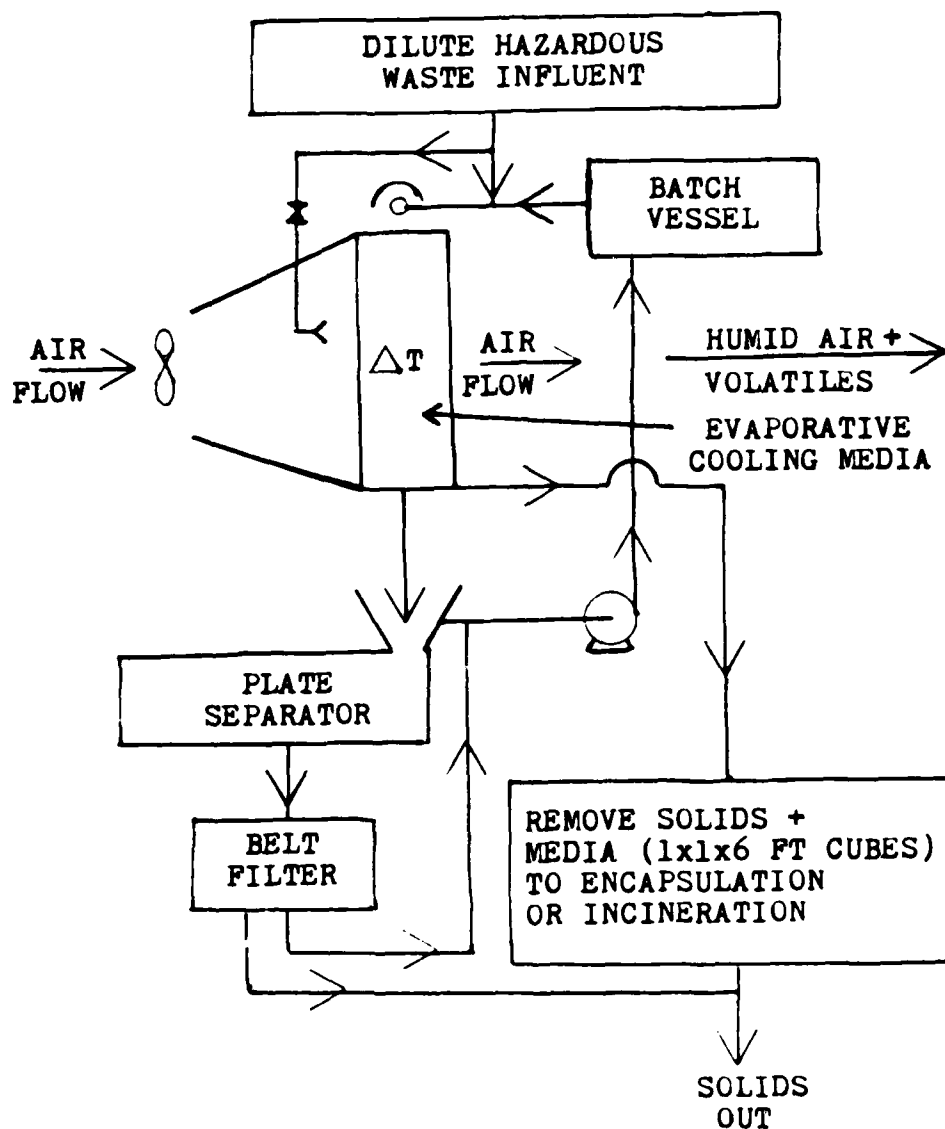 DILUTE HAZARDOUS
WASTE INFLUENT
BATCH
VESSEL
AIR
FLOW
△T
AIR
FLOW
HUMID AIR +
VOLATILES
EVAPORATIVE
COOLING MEDIA
PLATE
SEPARATOR
BELT
FILTER
REMOVE SOLIDS +
MEDIA (1x1x6 FT CUBES)
TO ENCAPSULATION
OR INCINERATION
SOLIDS
OUT